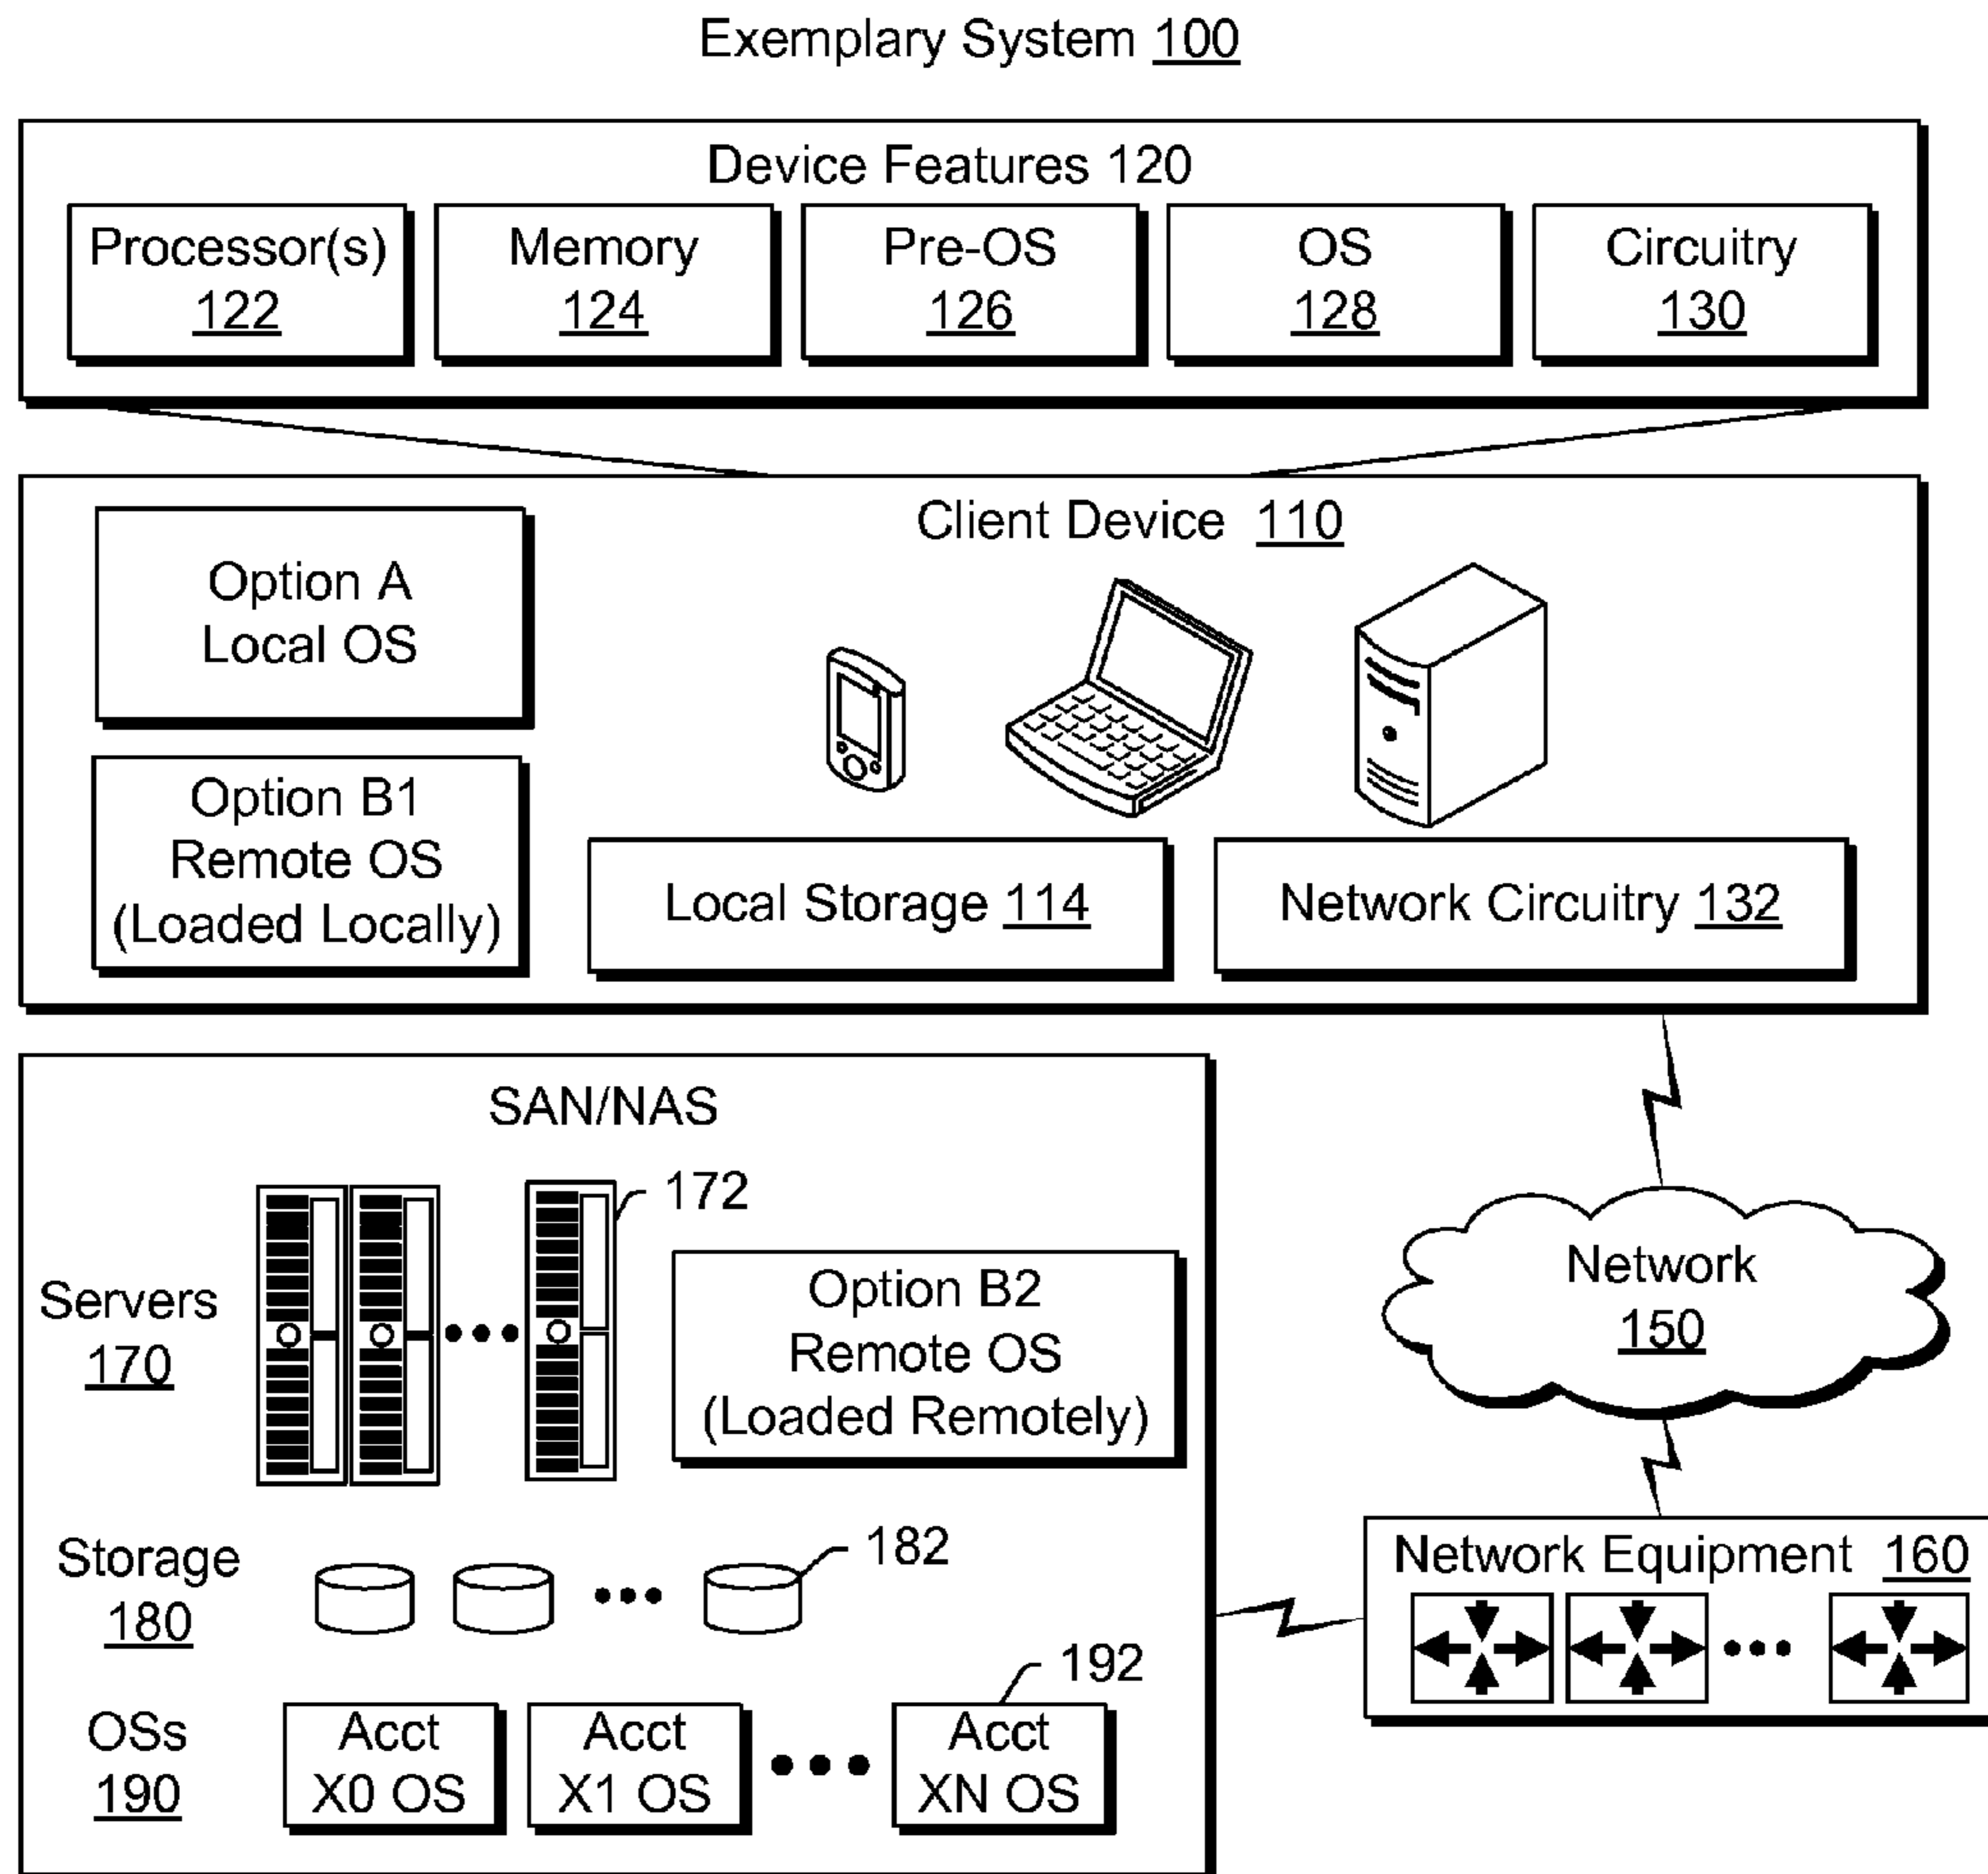 Exemplary System 100
Device Features 120
Processor(s)
122
Memory
124
Pre-OS
126
OS
128
Circuitry
130
Client Device 110
Option A
Local OS
Option B1
Remote OS
(Loaded Locally)
Local Storage 114
Network Circuitry 132
SAN/NAS
172
Servers
170
Option B2
Remote OS
(Loaded Remotely)
Network
150
Storage
180
182
Network Equipment 160
192
OSs
190
Acct
X0 OS
Acct
X1 OS
Acct
XN OS